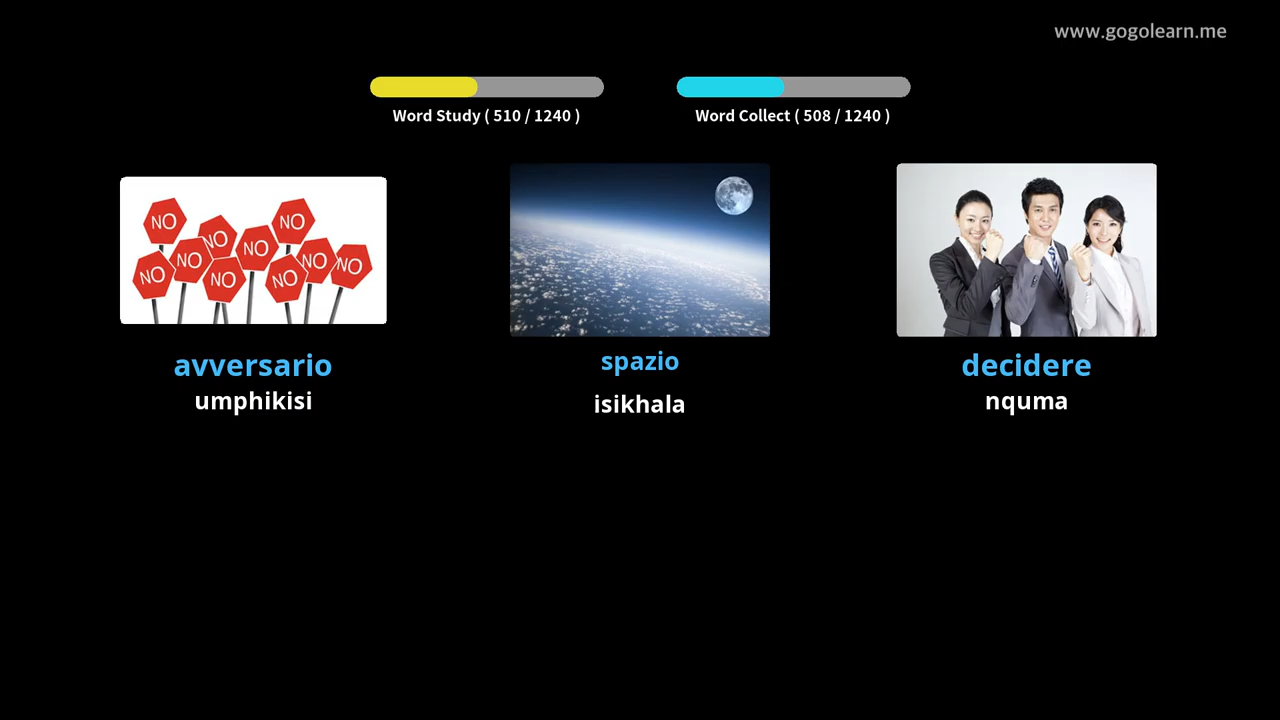 www.gogolearn.me
Word Study ( 510 / 1240 )
Word Collect ( 508 / 1240 )
NO
NO
NO
NO
NO
NO
NO
NO
NO
NO
avversario
umphikisi
spazio
isikhala
decidere
nquma